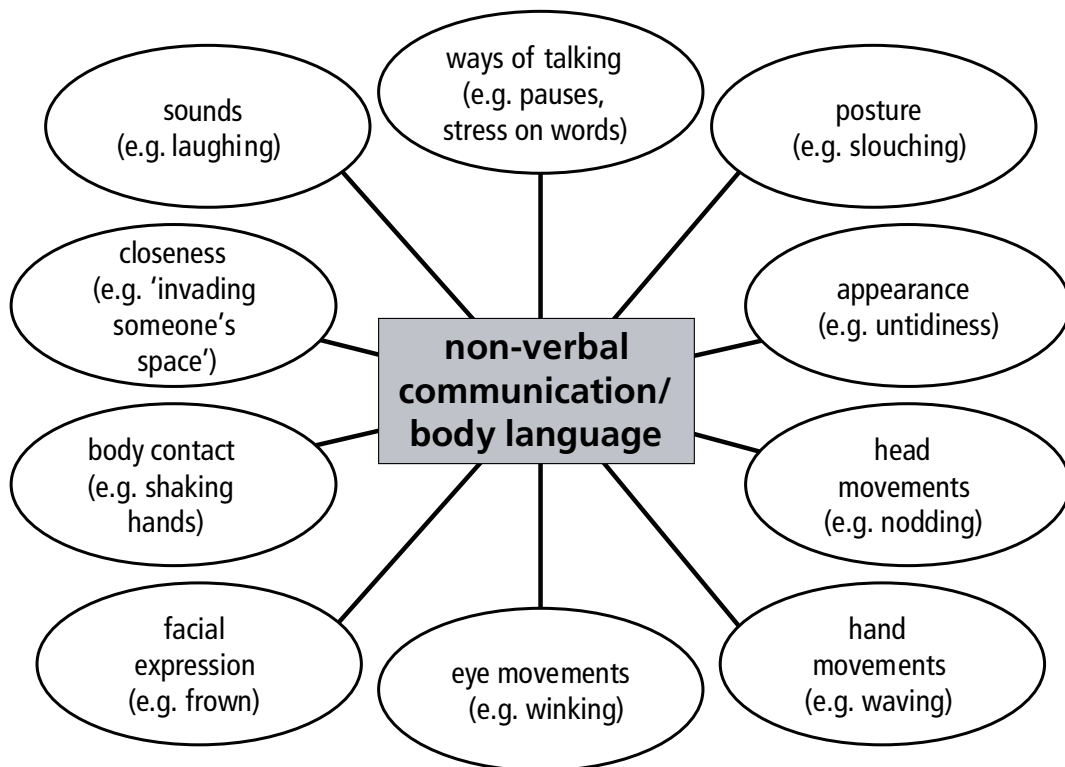 ways of talking
(e.g. pauses,
stress on words)
sounds
(e.g. laughing)
posture
(e.g. slouching)
closeness
(e.g. 'invading
someone's
space')
appearance
(e.g. untidiness)
non-verbal
communication/
body language
body contact
(e.g. shaking
hands)
head
movements
(e.g. nodding)
facial
expression
(e.g. frown)
eye movements
(e.g. winking)
hand
movements
(e.g. waving)